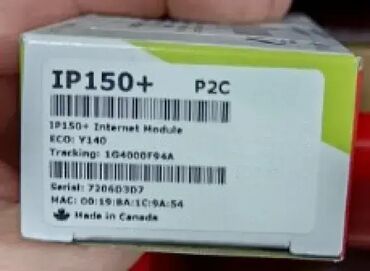 IP150+ P2C
IP150+ Internet Module
ECO: Y140
Tracking: 1G4000F94A
Serial: 7206D3D7
MAC: 00:19:BA:1C:9A:54
Made in Canada